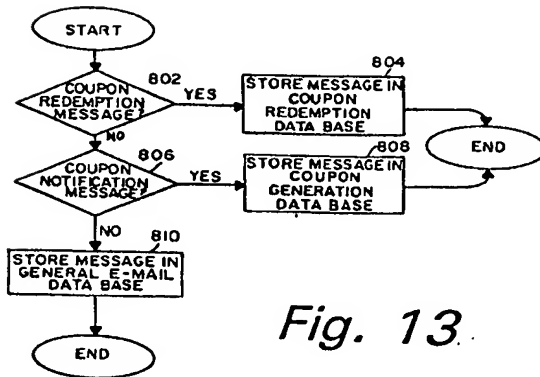 START
802
COUPON
REDEMPTION
MESSAGE?
YES
804
STORE MESSAGE IN
COUPON
REDEMPTION
DATA BASE
END
NO
806
COUPON
NOTIFICATION
MESSAGE?
YES
808
STORE MESSAGE IN
COUPON
GENERATION
DATA BASE
NO
810
STORE MESSAGE IN
GENERAL E-MAIL
DATA BASE
END
Fig. 13